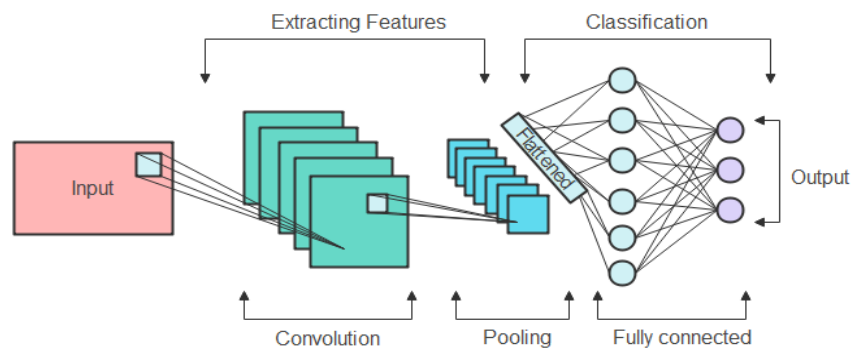 Extracting Features
Classification
Input
Flattened
Output
Convolution
Pooling
Fully connected